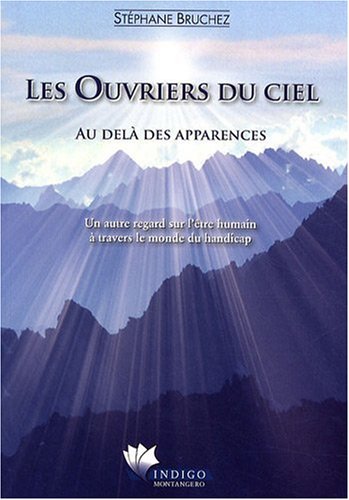 STÉPHANE BRUCHEZ
LES OUVRIERS DU CIEL
AU DELÀ DES APPARENCES
Un autre regard sur l'être humain
à travers le monde du handicap
INDIGO
MONTANGERO